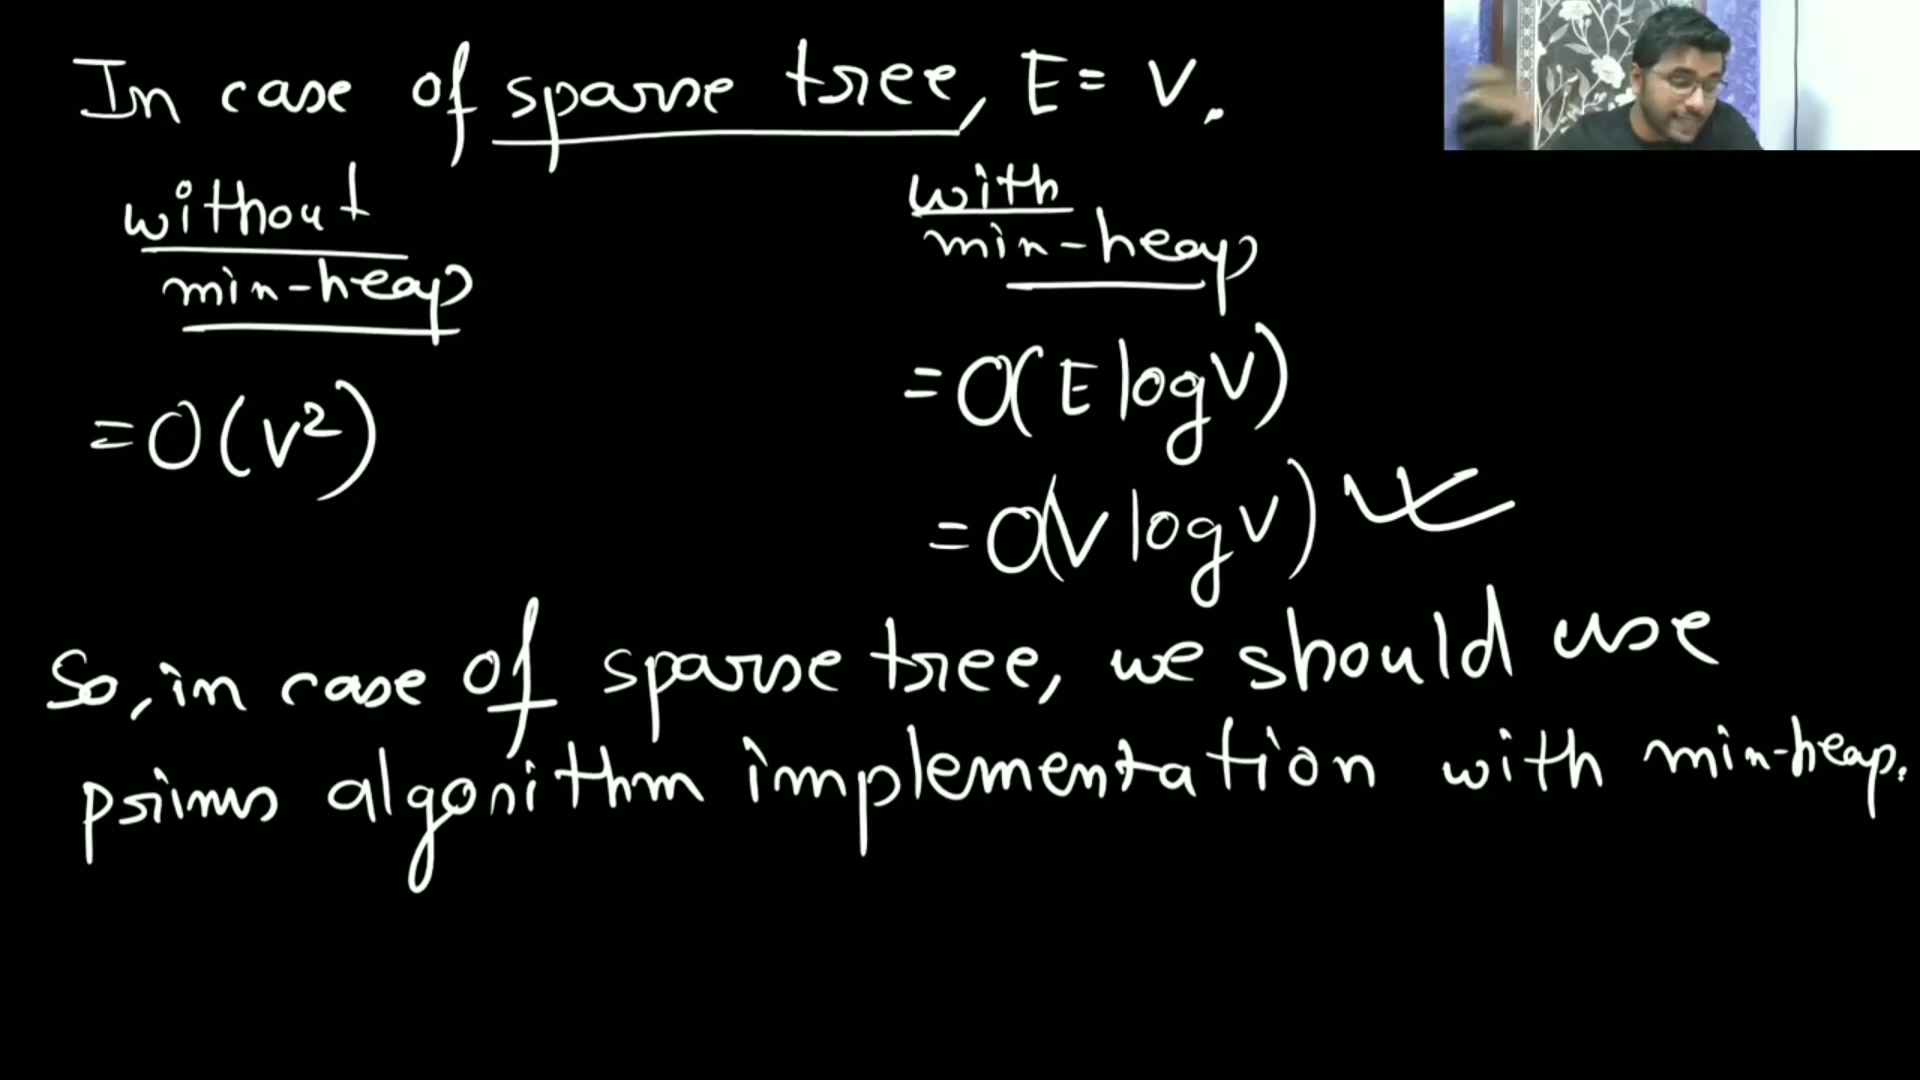 In case of sparse tree, E = V.
without
min-heap
= O(V²)
with
min-heap
= O(E log V)
= O(V log V)
So, in case of sparse tree, we should use
prims algorithm implementation with min-heap.